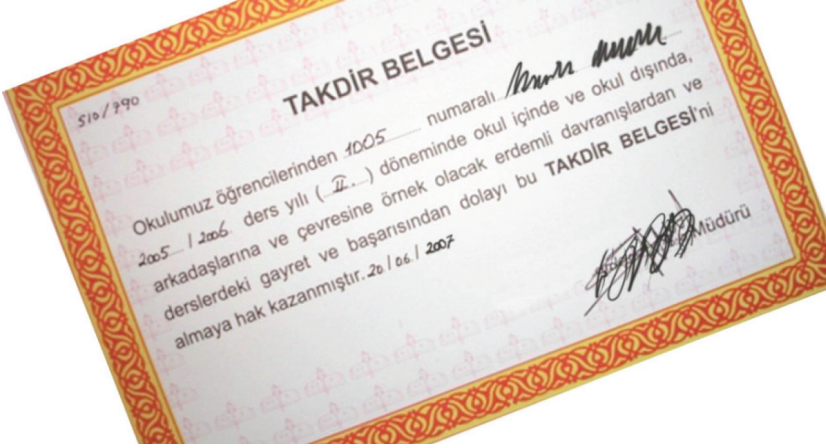 510/790
TAKDİR BELGESİ
Okulumuz öğrencilerinden 1005 numaralı
2005 / 2006 ders yılı ( II. ) döneminde okul içinde ve okul dışında,
arkadaşlarına ve çevresine örnek olacak erdemli davranışlardan ve
derslerdeki gayret ve başarısından dolayı bu TAKDİR BELGESİ'ni
almaya hak kazanmıştır. 20/06/2007
Müdürü